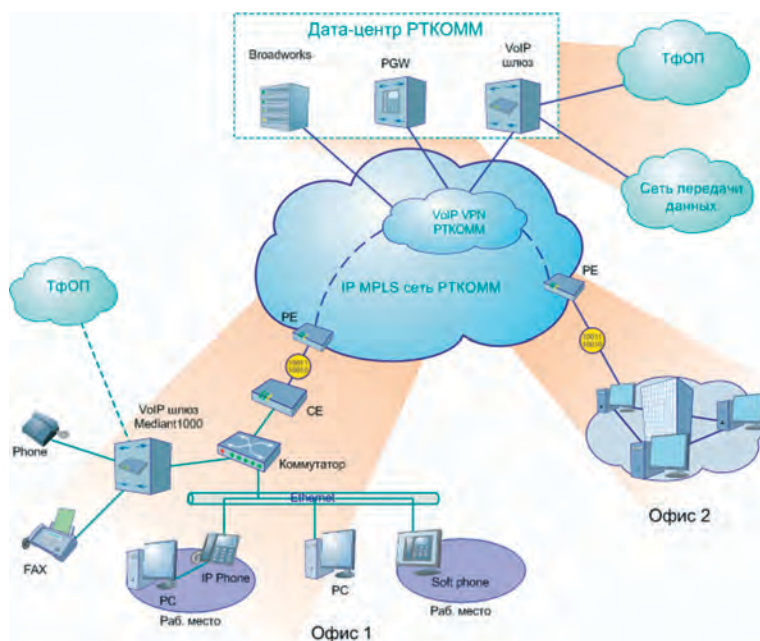 Дата-центр РТКОММ
Broadworks
PGW
VoIP
шлюз
ТфОП
Сеть передачи
данных
VoIP VPN
РТКОММ
IP MPLS сеть РТКОММ
PE
PE
ТфОП
CE
VoIP шлюз
Mediant1000
Phone
Коммутатор
Ethernet
FAX
IP Phone
PC
Раб. место
PC
Soft phone
Раб. место
Офис 1
Офис 2